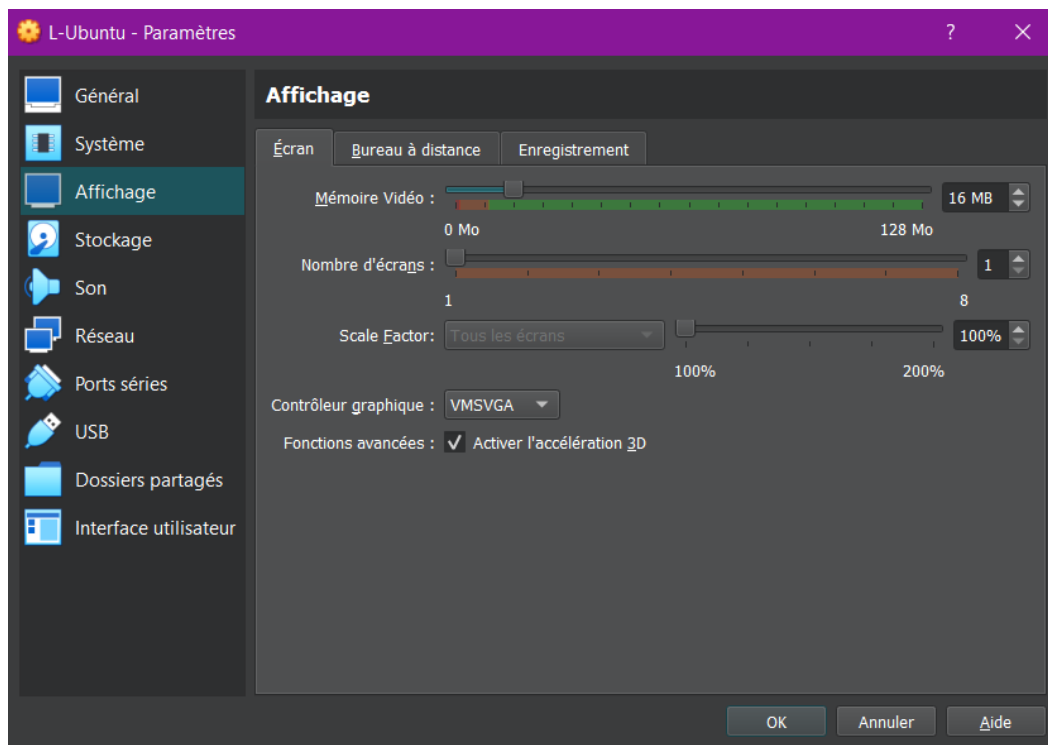 L-Ubuntu - Paramètres ?
Général
Système
Affichage
Stockage
Son
Réseau
Ports séries
USB
Dossiers partagés
Interface utilisateur
Affichage
Écran Bureau à distance Enregistrement
Mémoire Vidéo : 16 MB
0 Mo 128 Mo
Nombre d'écrans : 1
1 8
Scale Factor: Tous les écrans 100%
100% 200%
Contrôleur graphique : VMSVGA
Fonctions avancées : Activer l'accélération 3D
OK Annuler Aide